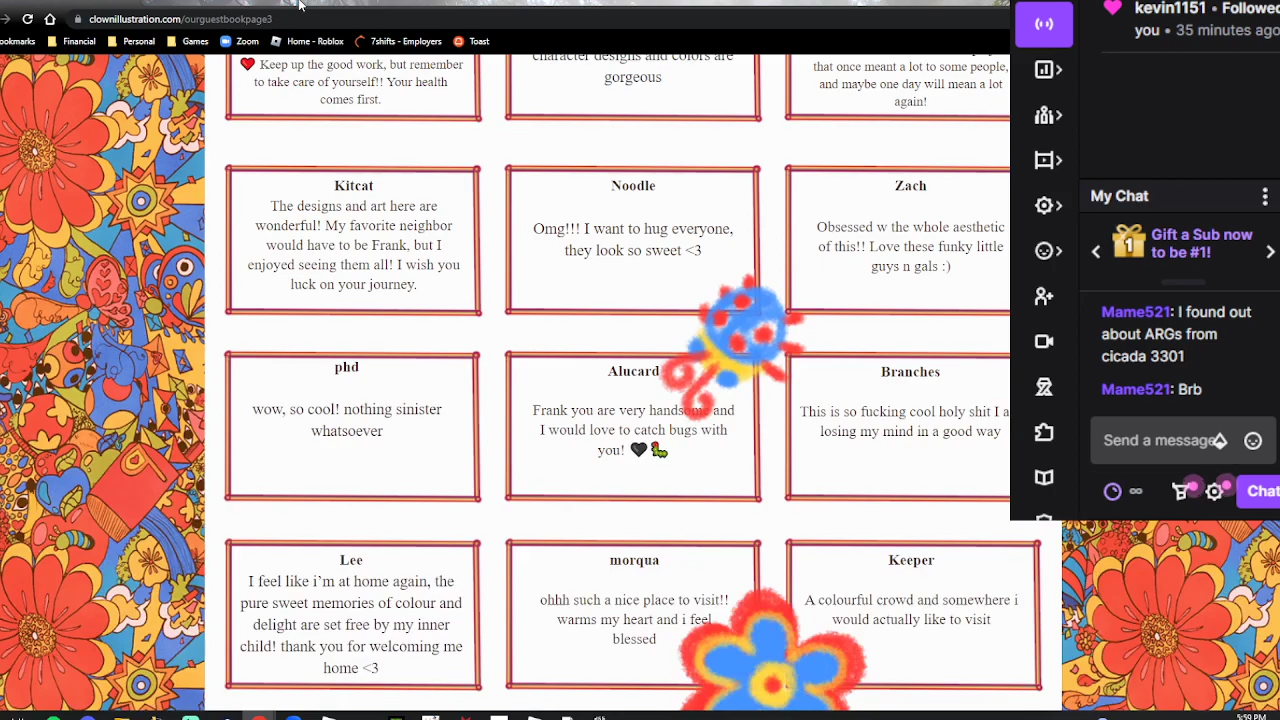 clownillustration.com/ourguestbookpage3
kevin1151 • Followed
you • 35 minutes ago
ookmarks
Financial
Personal
Games
Zoom
Home - Roblox
7shifts - Employers
Toast
❤️ Keep up the good work, but remember
to take care of yourself!! Your health
comes first.
character designs and colors are
gorgeous
that once meant a lot to some people,
and maybe one day will mean a lot
again!
Kitcat
The designs and art here are
wonderful! My favorite neighbor
would have to be Frank, but I
enjoyed seeing them all! I wish you
luck on your journey.
Noodle
Omg!!! I want to hug everyone,
they look so sweet <3
Zach
Obsessed w the whole aesthetic
of this!! Love these funky little
guys n gals :)
phd
wow, so cool! nothing sinister
whatsoever
Alucard
Frank you are very handsome and
I would love to catch bugs with
you! 🖤🐛
Branches
This is so fucking cool holy shit I a
losing my mind in a good way
Lee
I feel like i’m at home again, the
pure sweet memories of colour and
delight are set free by my inner
child! thank you for welcoming me
home <3
morqua
ohhh such a nice place to visit!!
warms my heart and i feel
blessed
Keeper
A colourful crowd and somewhere i
would actually like to visit
My Chat
1
Gift a Sub now
to be #1!
Mame521: I found out
about ARGs from
cicada 3301
Mame521: Brb
Send a message
Chat
5:59 PM